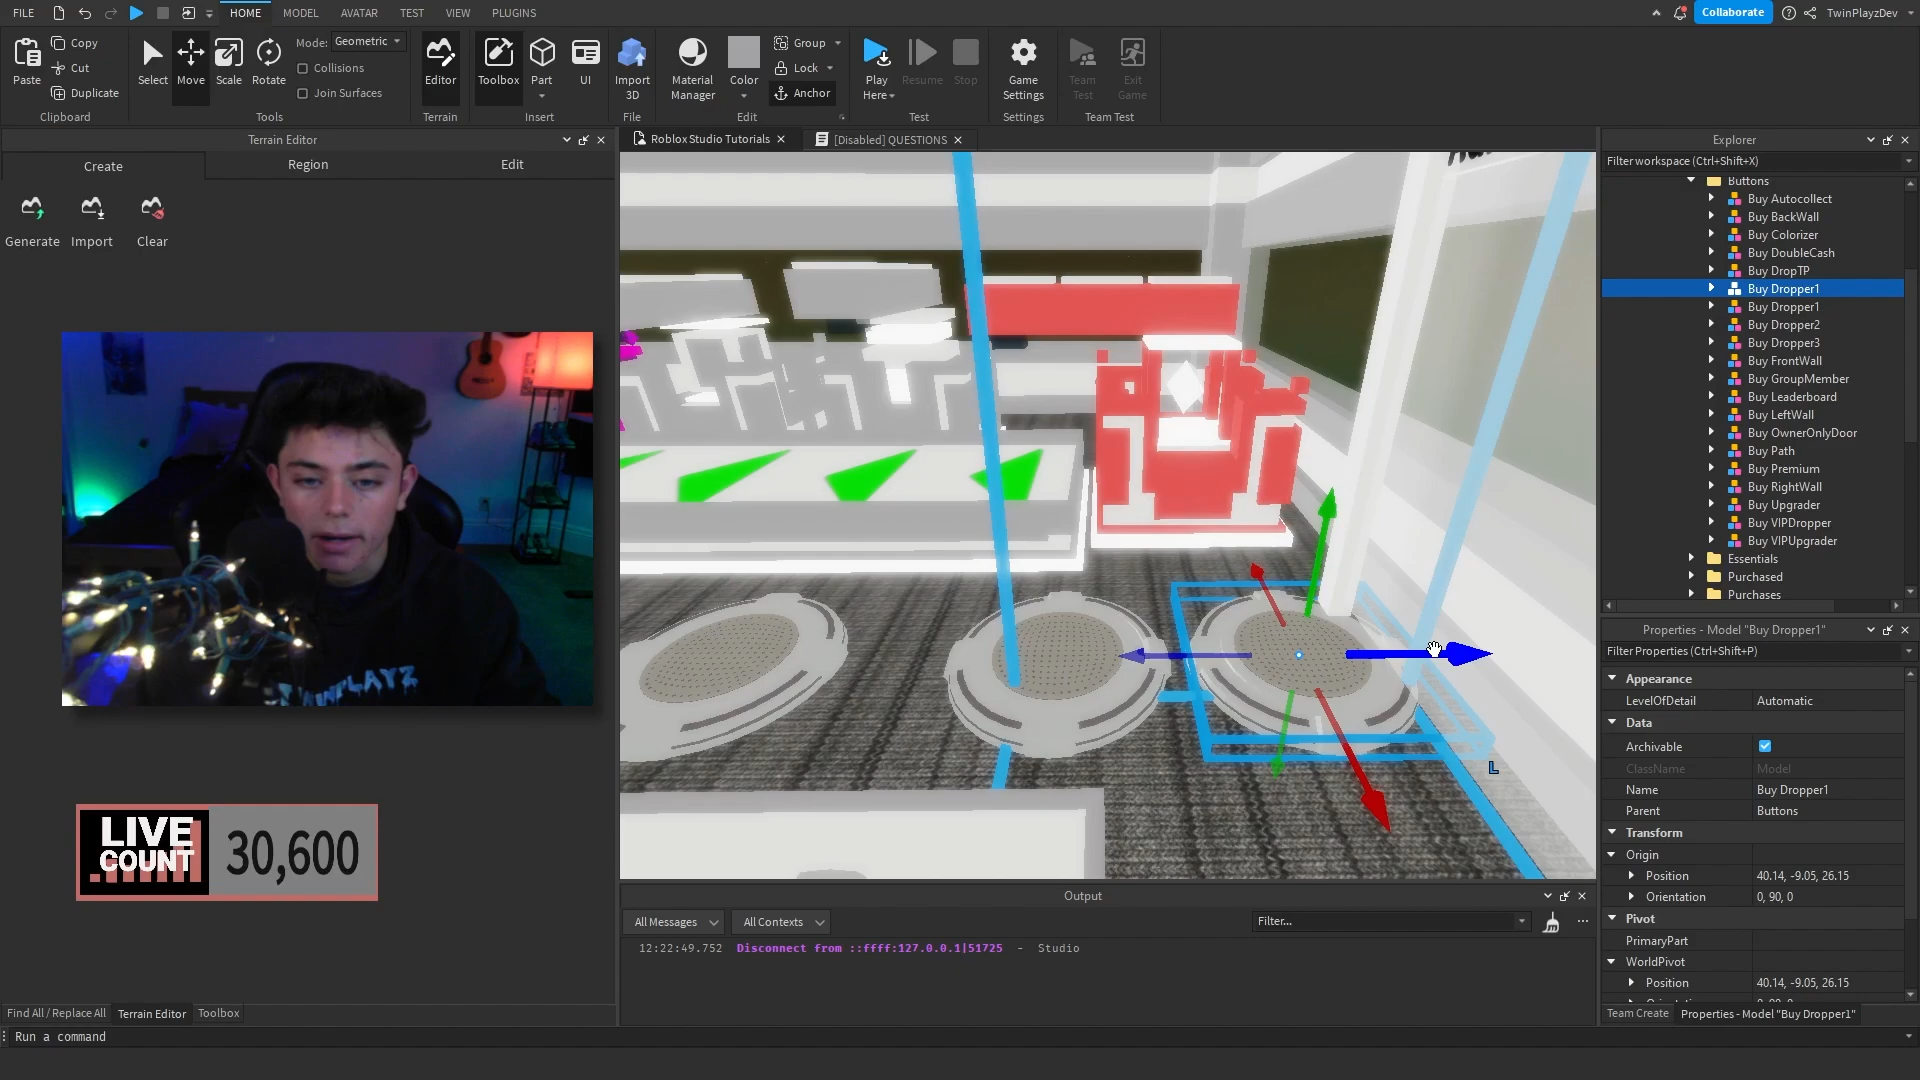 FILE
HOME
MODEL
AVATAR
TEST
VIEW
PLUGINS
Collaborate
TwinPlayzDev
Paste
Copy
Cut
Duplicate
Clipboard
Select
Move
Scale
Rotate
Mode:
Geometric
Collisions
Join Surfaces
Tools
Editor
Terrain
Toolbox
Part
UI
Insert
Import
3D
File
Material
Manager
Color
Group
Lock
Anchor
Edit
Play
Here
Resume
Stop
Test
Game
Settings
Settings
Team
Test
Exit
Game
Team Test
Terrain Editor
Create
Region
Edit
Generate
Import
Clear
LIVE
COUNT
30,600
Find All / Replace All
Terrain Editor
Toolbox
Run a command
Roblox Studio Tutorials
[Disabled] QUESTIONS
L
Output
All Messages
All Contexts
Filter...
12:22:49.752 Disconnect from ::ffff:127.0.0.1|51725 - Studio
Explorer
Filter workspace (Ctrl+Shift+X)
Buttons
Buy Autocollect
Buy BackWall
Buy Colorizer
Buy DoubleCash
Buy DropTP
Buy Dropper1
Buy Dropper1
Buy Dropper2
Buy Dropper3
Buy FrontWall
Buy GroupMember
Buy Leaderboard
Buy LeftWall
Buy OwnerOnlyDoor
Buy Path
Buy Premium
Buy RightWall
Buy Upgrader
Buy VIPDropper
Buy VIPUpgrader
Essentials
Purchased
Purchases
Properties - Model "Buy Dropper1"
Filter Properties (Ctrl+Shift+P)
Appearance
LevelOfDetail Automatic
Data
Archivable
ClassName Model
Name Buy Dropper1
Parent Buttons
Transform
Origin
Position 40.14, -9.05, 26.15
Orientation 0, 90, 0
Pivot
PrimaryPart
WorldPivot
Position 40.14, -9.05, 26.15
Team Create
Properties - Model "Buy Dropper1"